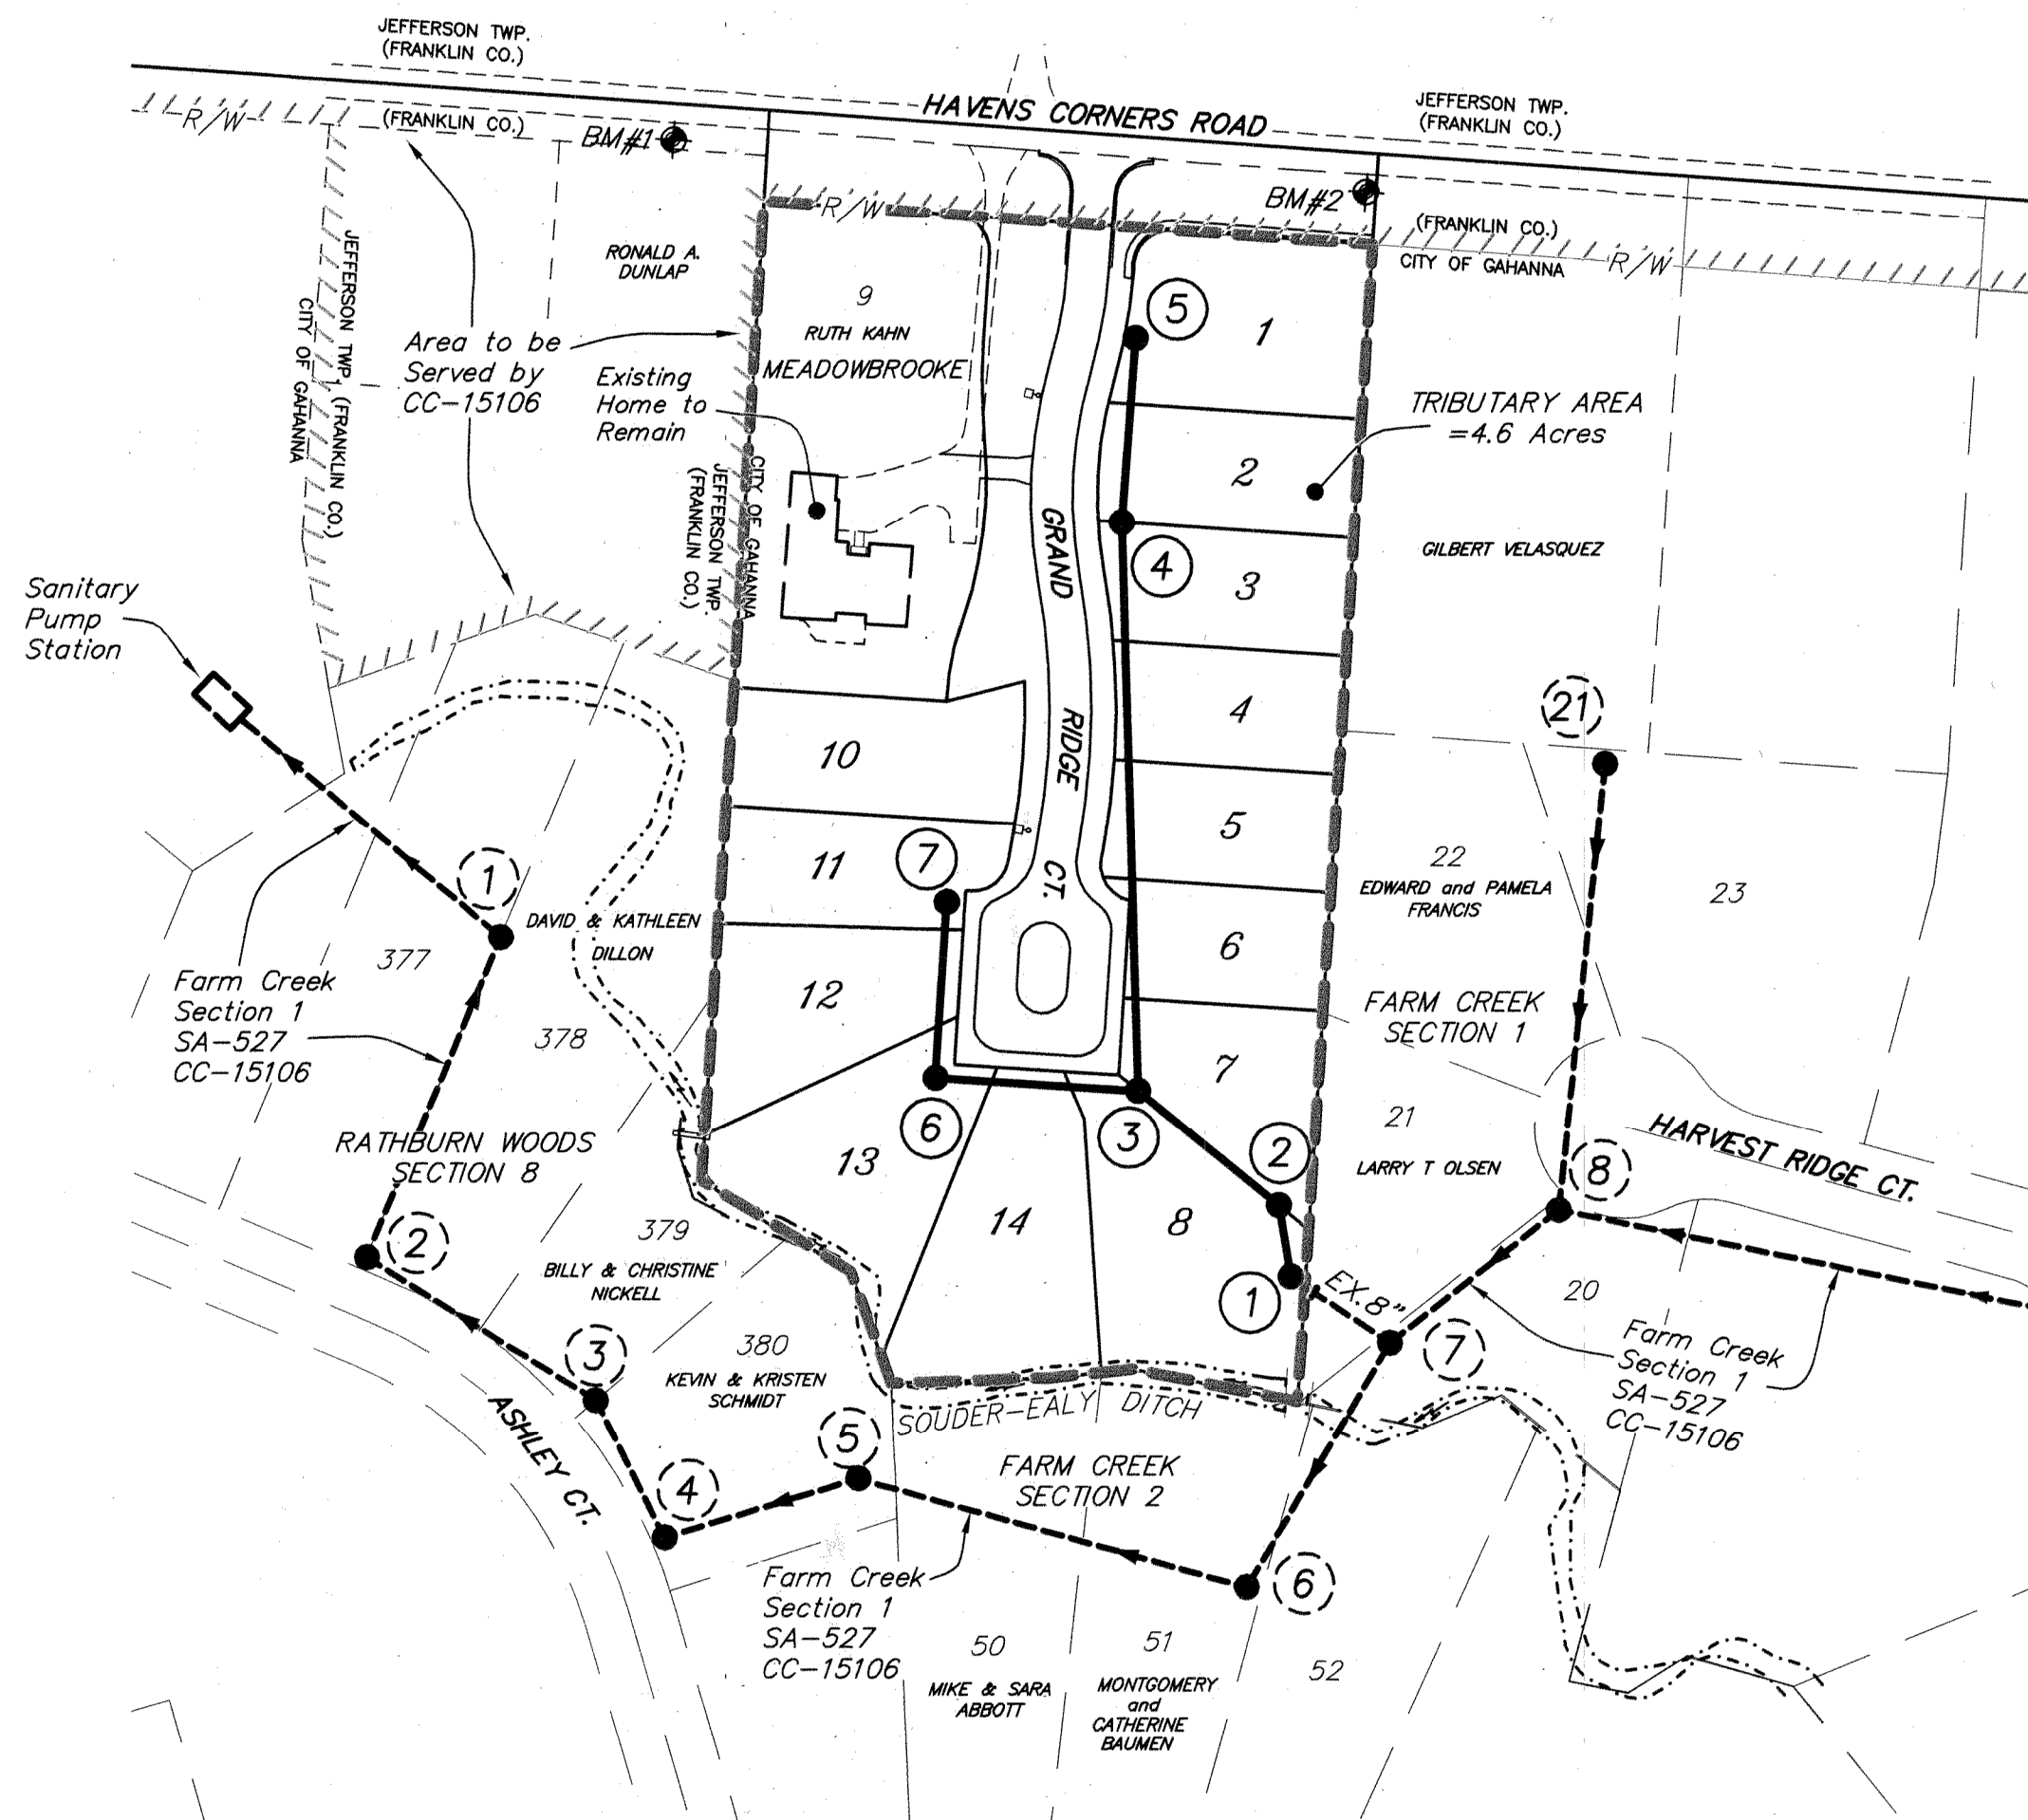 JEFFERSON TWP.
(FRANKLIN CO.)
JEFFERSON TWP.
(FRANKLIN CO.)
HAVENS CORNERS ROAD
R/W
(FRANKLIN CO.)
BM#1
BM#2
R/W
(FRANKLIN CO.)
CITY OF GAHANNA
R/W
JEFFERSON TWP.
(FRANKLIN CO.)
CITY OF GAHANNA
RONALD A.
DUNLAP
9
RUTH KAHN
MEADOWBROOKE
5
1
Area to be
Served by
CC-15106
Existing
Home to
Remain
TRIBUTARY AREA
=4.6 Acres
2
CITY OF GAHANNA
JEFFERSON TWP.
(FRANKLIN CO.)
GRAND
RIDGE
CT.
4
3
GILBERT VELASQUEZ
Sanitary
Pump
Station
4
21
10
5
11
7
22
EDWARD and PAMELA
FRANCIS
23
1
DAVID & KATHLEEN
DILLON
377
6
12
Farm Creek
Section 1
SA-527
CC-15106
378
FARM CREEK
SECTION 1
7
RATHBURN WOODS
SECTION 8
13
6
3
2
21
LARRY T OLSEN
HARVEST RIDGE CT.
8
2
379
14
8
BILLY & CHRISTINE
NICKELL
1
EX.8"
20
3
380
KEVIN & KRISTEN
SCHMIDT
7
Farm Creek
Section 1
SA-527
CC-15106
ASHLEY CT.
SOUDER-EALY DITCH
5
4
FARM CREEK
SECTION 2
6
Farm Creek
Section 1
SA-527
CC-15106
50
MIKE & SARA
ABBOTT
51
MONTGOMERY
and
CATHERINE
BAUMEN
52